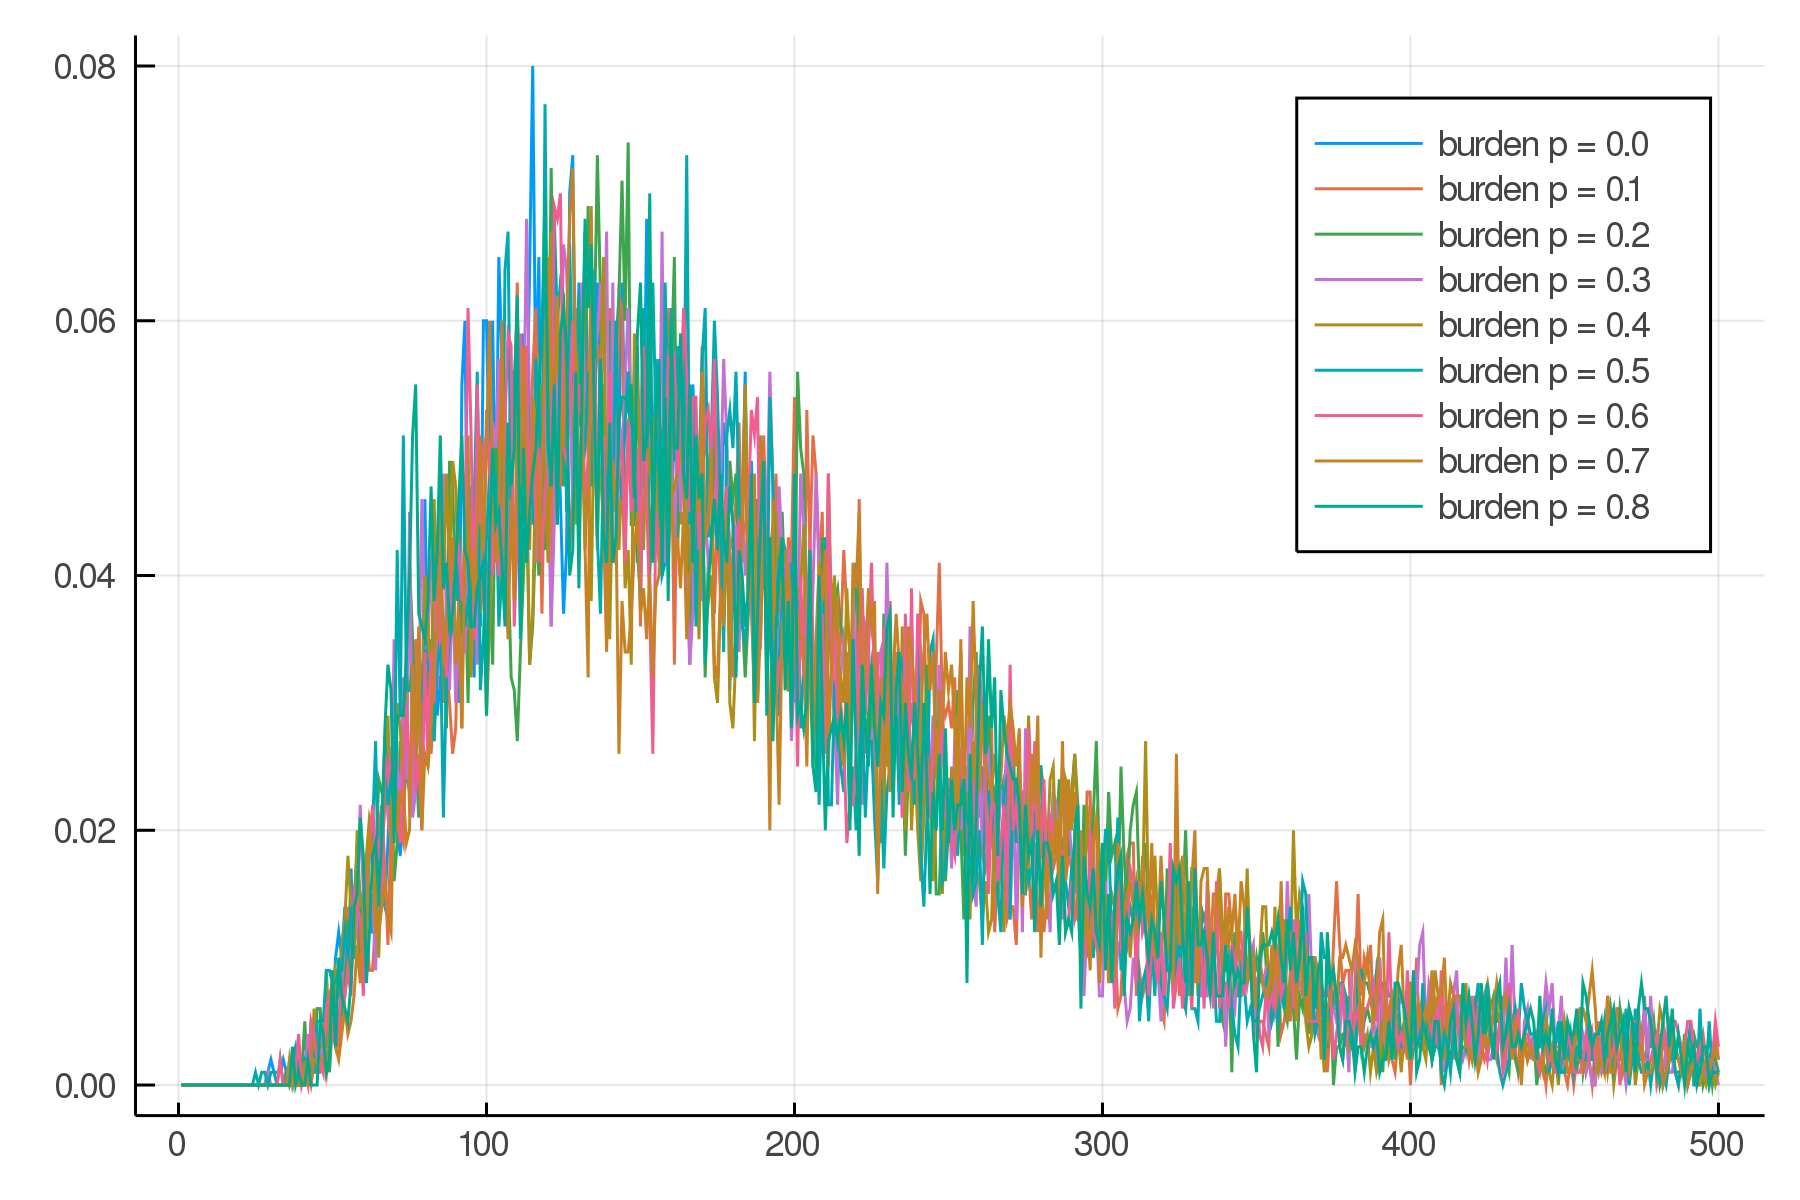 0.08
0.06
0.04
0.02
0.00
0
100
200
300
400
500
burden p = 0.0
burden p = 0.1
burden p = 0.2
burden p = 0.3
burden p = 0.4
burden p = 0.5
burden p = 0.6
burden p = 0.7
burden p = 0.8